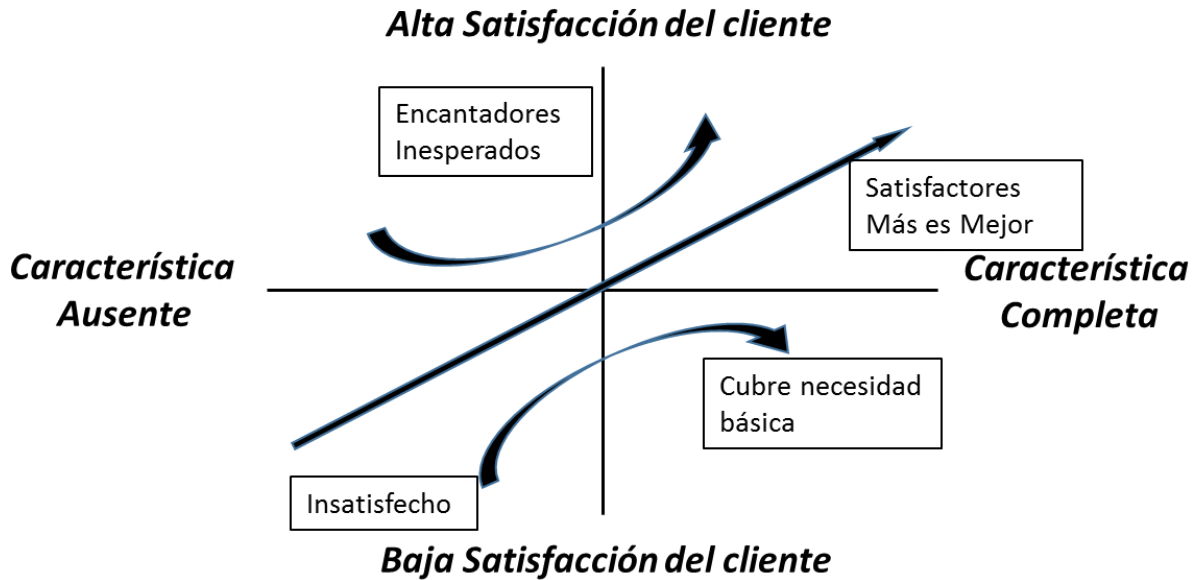 Alta Satisfacción del cliente
Encantadores
Inesperados
Satisfactores
Más es Mejor
Característica
Ausente
Característica
Completa
Cubre necesidad
básica
Insatisfecho
Baja Satisfacción del cliente